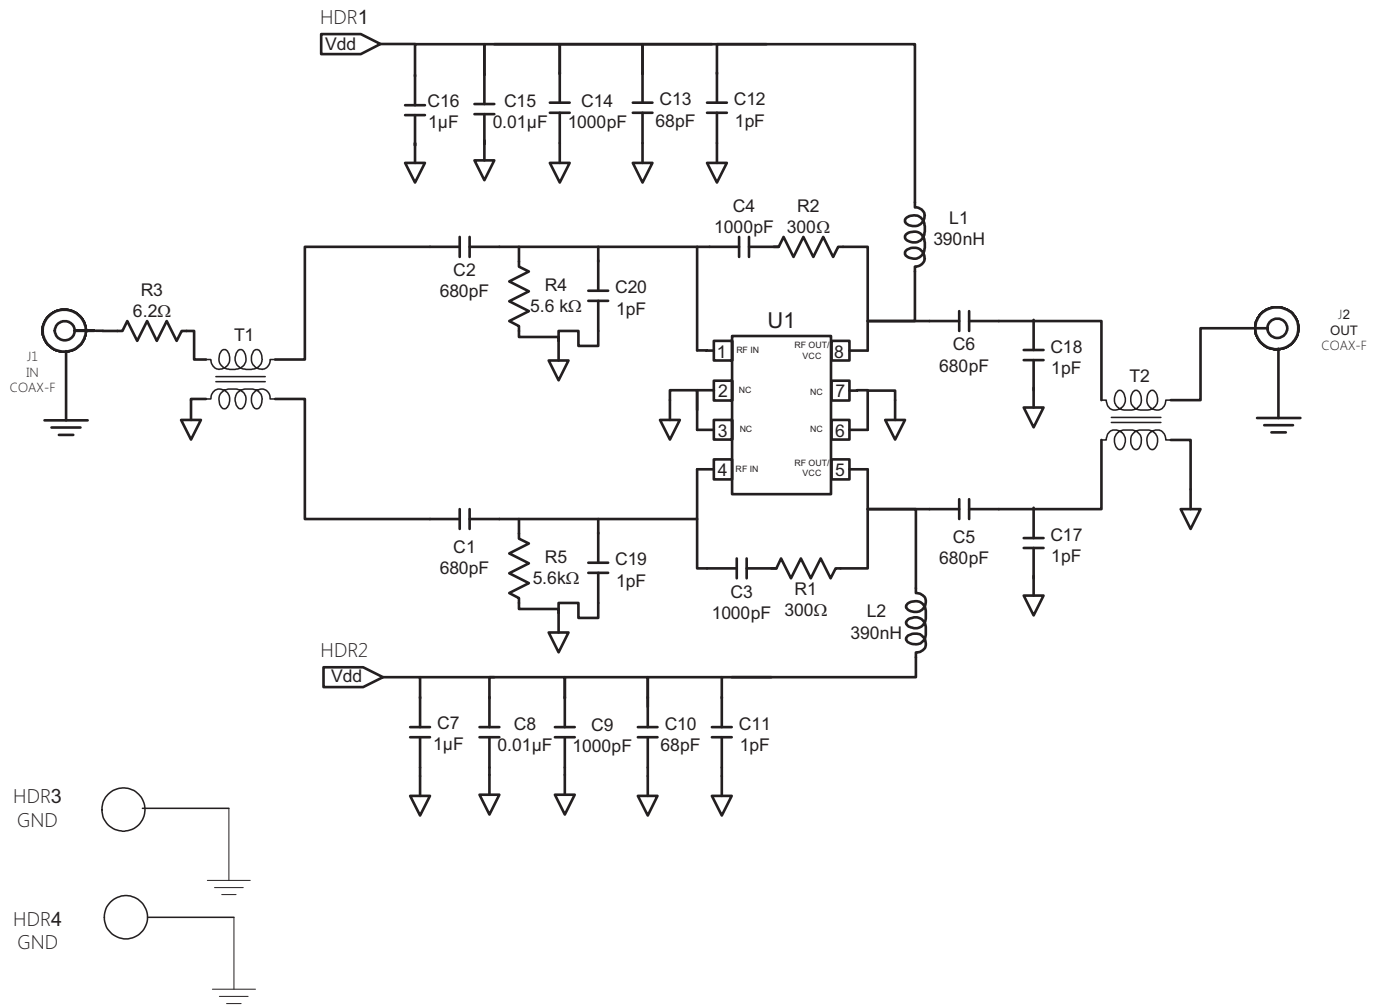 HDR1
Vdd
C16
1µF
C15
0.01µF
C14
1000pF
C13
68pF
C12
1pF
C4
1000pF
R2
300Ω
L1
390nH
C2
680pF
R4
5.6 kΩ
C20
1pF
R3
6.2Ω
T1
J1
IN
COAX-F
U1
1 RF IN
RF OUT/
VCC 8
2 NC
NC 7
3 NC
NC 6
4 RF IN
RF OUT/
VCC 5
C6
680pF
C18
1pF
T2
J2
OUT
COAX-F
C1
680pF
R5
5.6kΩ
C19
1pF
C3
1000pF
R1
300Ω
C5
680pF
C17
1pF
L2
390nH
HDR2
Vdd
C7
1µF
C8
0.01µF
C9
1000pF
C10
68pF
C11
1pF
HDR3
GND
HDR4
GND